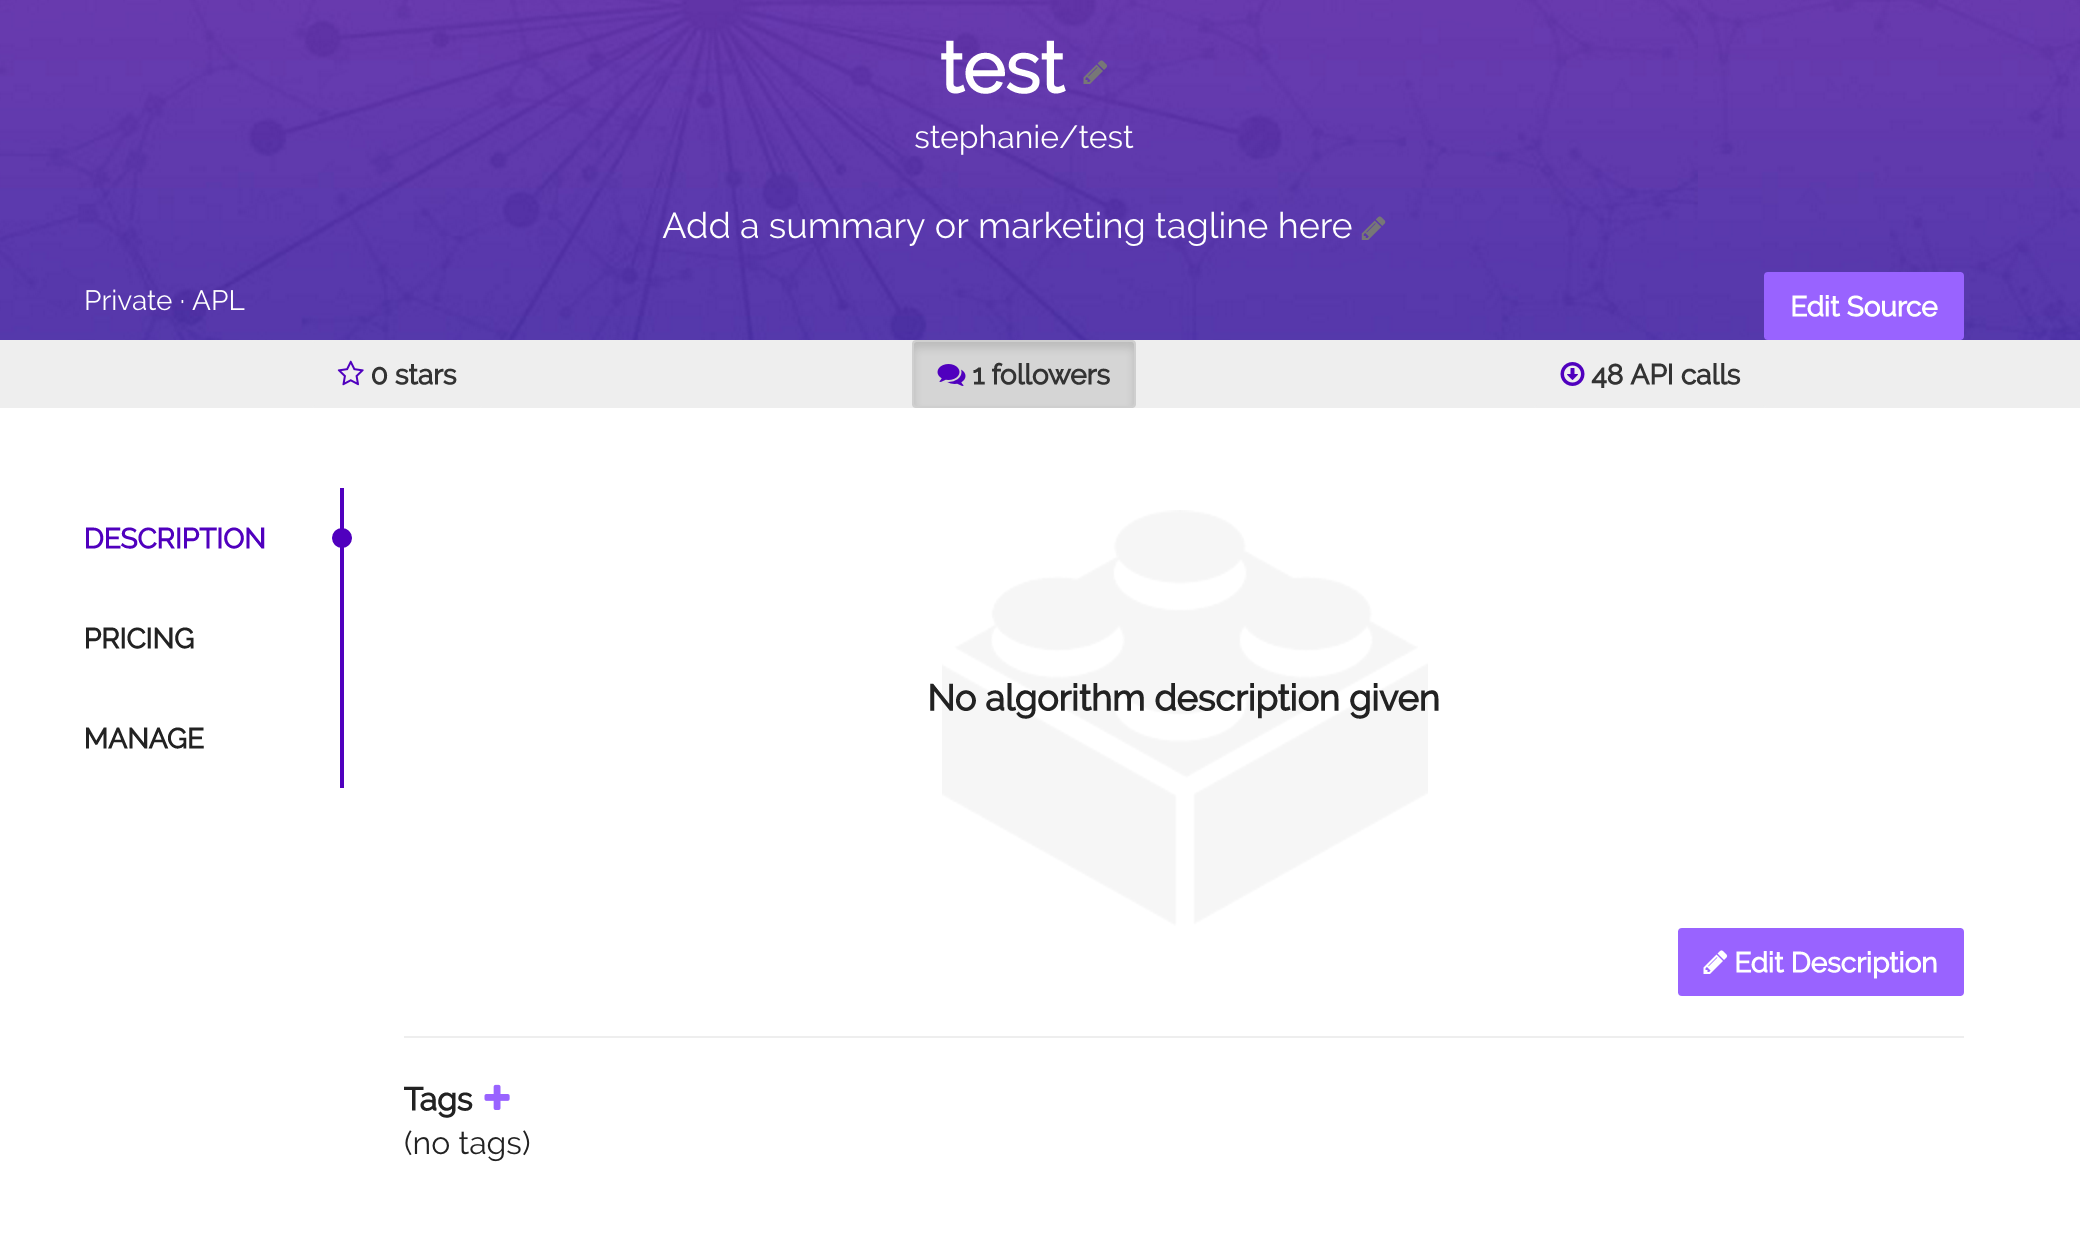 test
stephanie/test
Add a summary or marketing tagline here
Private · APL
Edit Source
0 stars
1 followers
48 API calls
DESCRIPTION
PRICING
MANAGE
No algorithm description given
Edit Description
Tags
(no tags)